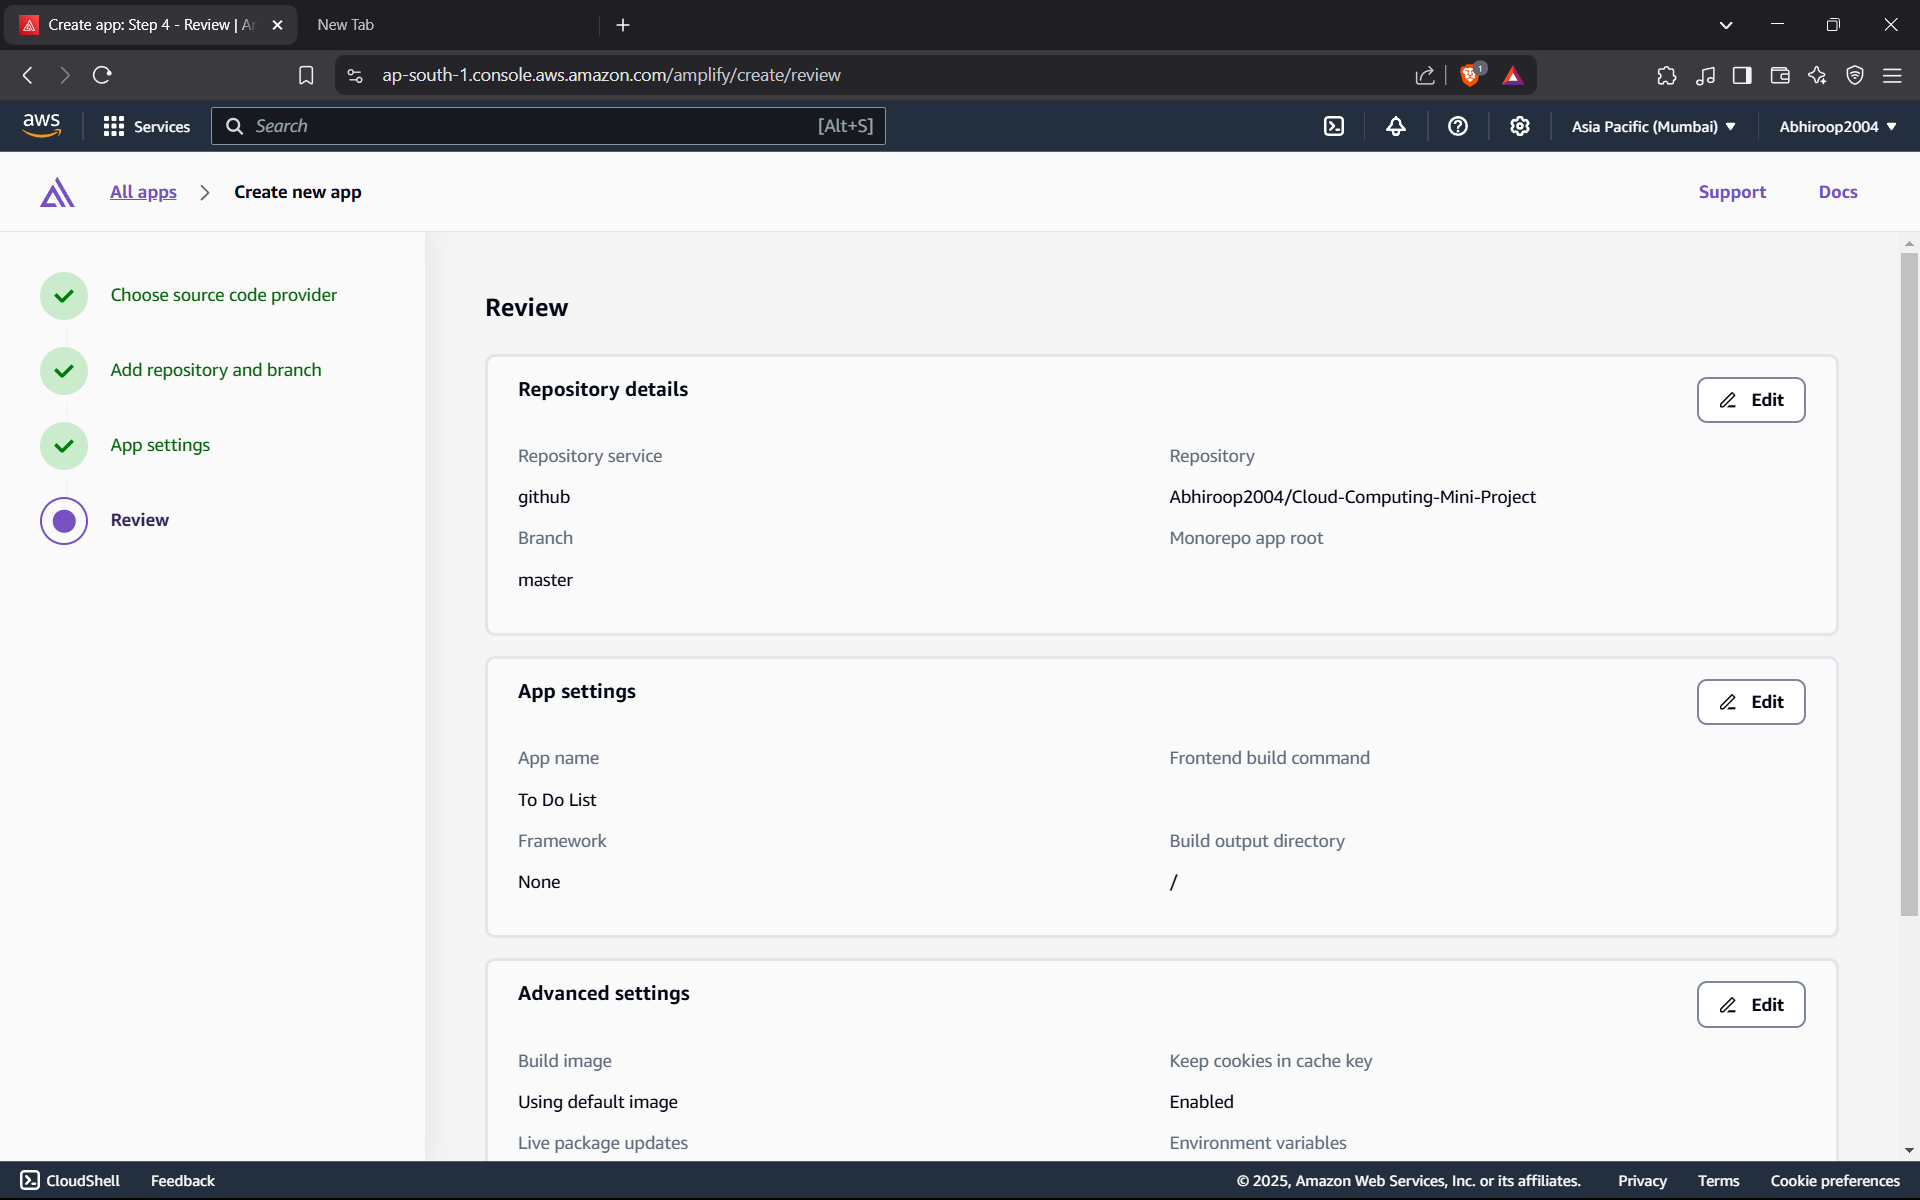 Create app: Step 4 - Review | A
New Tab
ap-south-1.console.aws.amazon.com/amplify/create/review
1
aws
Services
Search
[Alt+S]
Asia Pacific (Mumbai)
Abhiroop2004
All apps
Create new app
Support
Docs
Choose source code provider
Add repository and branch
App settings
Review
Review
Repository details
Edit
Repository service
Repository
github
Abhiroop2004/Cloud-Computing-Mini-Project
Branch
Monorepo app root
master
App settings
Edit
App name
Frontend build command
To Do List
Framework
Build output directory
None
/
Advanced settings
Edit
Build image
Keep cookies in cache key
Using default image
Enabled
Live package updates
Environment variables
CloudShell
Feedback
© 2025, Amazon Web Services, Inc. or its affiliates.
Privacy
Terms
Cookie preferences